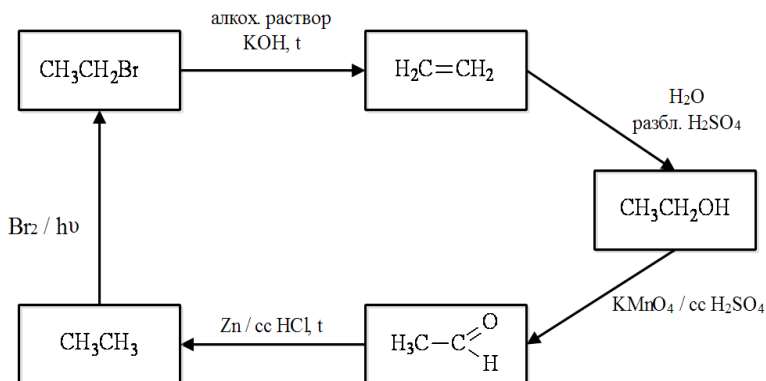 алкох. раствор
KOH, t
CH₃CH₂Br
H₂C=CH₂
H₂O
разбл. H₂SO₄
CH₃CH₂OH
Br₂ / hυ
KMnO₄ / cc H₂SO₄
Zn / cc HCl, t
CH₃CH₃
H₃C–C
O
H